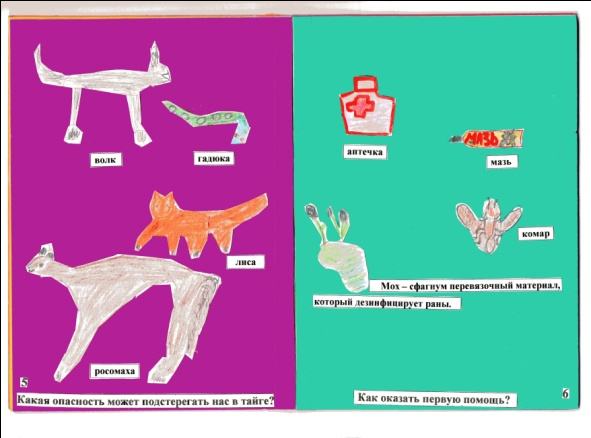 волк
гадюка
лиса
росомаха
5
Какая опасность может подстерегать нас в тайге?
аптечка
МАЗЬ
мазь
комар
Мох – сфагнум перевязочный материал,
который дезинфицирует раны.
Как оказать первую помощь?
6